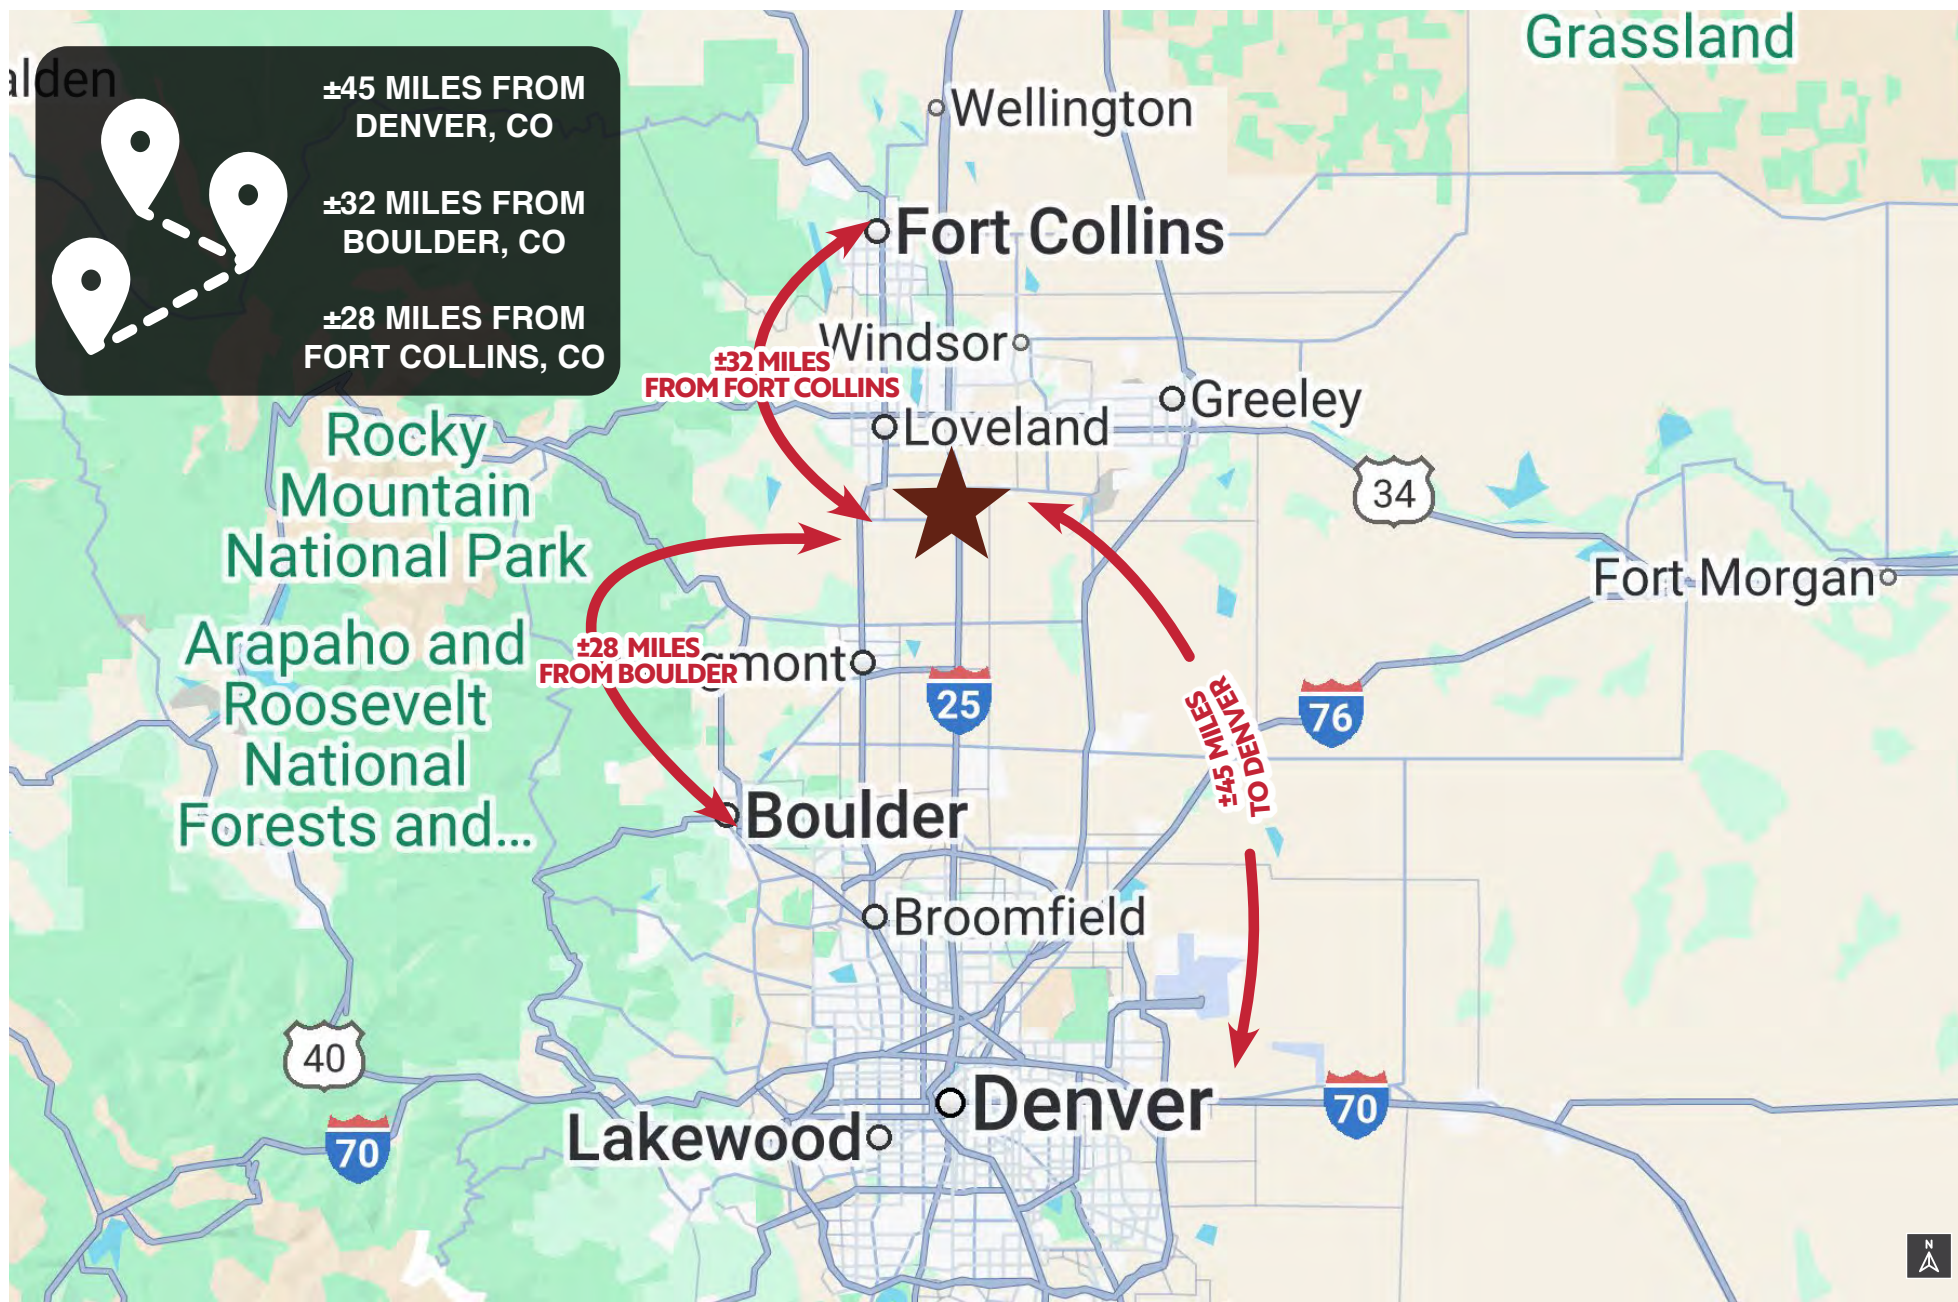 alden
±45 MILES FROM
DENVER, CO
±32 MILES FROM
BOULDER, CO
±28 MILES FROM
FORT COLLINS, CO
Grassland
Wellington
Fort Collins
Windsor
±32 MILES
FROM FORT COLLINS
Greeley
Loveland
Rocky
Mountain
National Park
34
Fort Morgan
Arapaho and
Roosevelt
National
Forests and...
±28 MILES
FROM BOULDER
gmont
25
76
±45 MILES
TO DENVER
Boulder
Broomfield
40
70
Denver
70
Lakewood
N